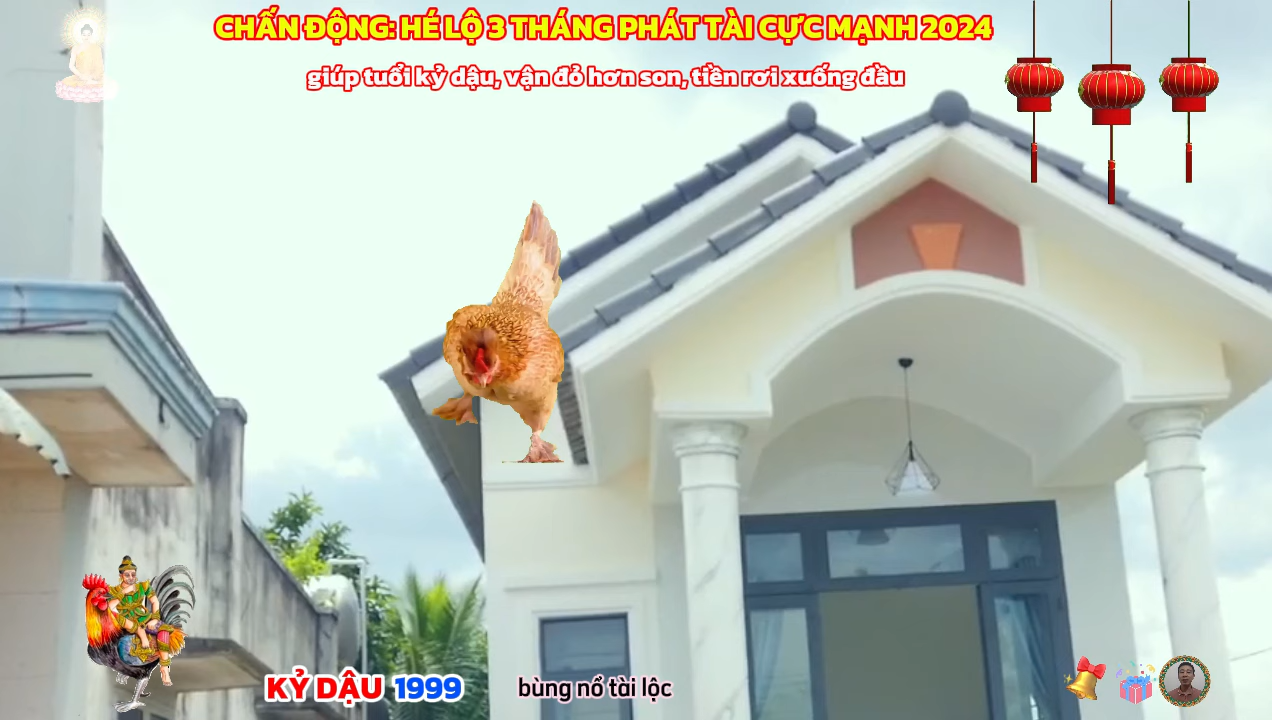 CHẤN ĐỘNG: HÉ LỘ 3 THÁNG PHÁT TÀI CỰC MẠNH 2024
giúp tuổi kỷ dậu, vận đỏ hơn son, tiền rơi xuống đầu
KỶ DẬU 1999 bùng nổ tài lộc